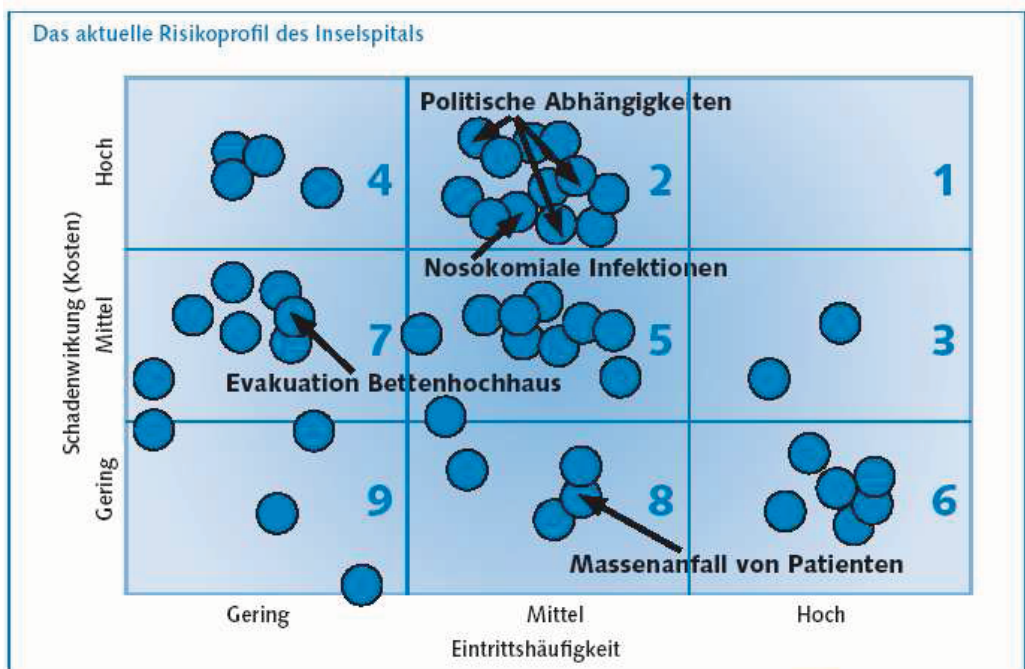 Das aktuelle Risikoprofil des Inselspitals
Schadenwirkung (Kosten)
Hoch
Mittel
Gering
Politische Abhängigkeiten
4
2
1
Nosokomiale Infektionen
7
5
3
Evakuation Bettenhochhaus
9
8
6
Massenanfall von Patienten
Gering
Mittel
Hoch
Eintrittshäufigkeit